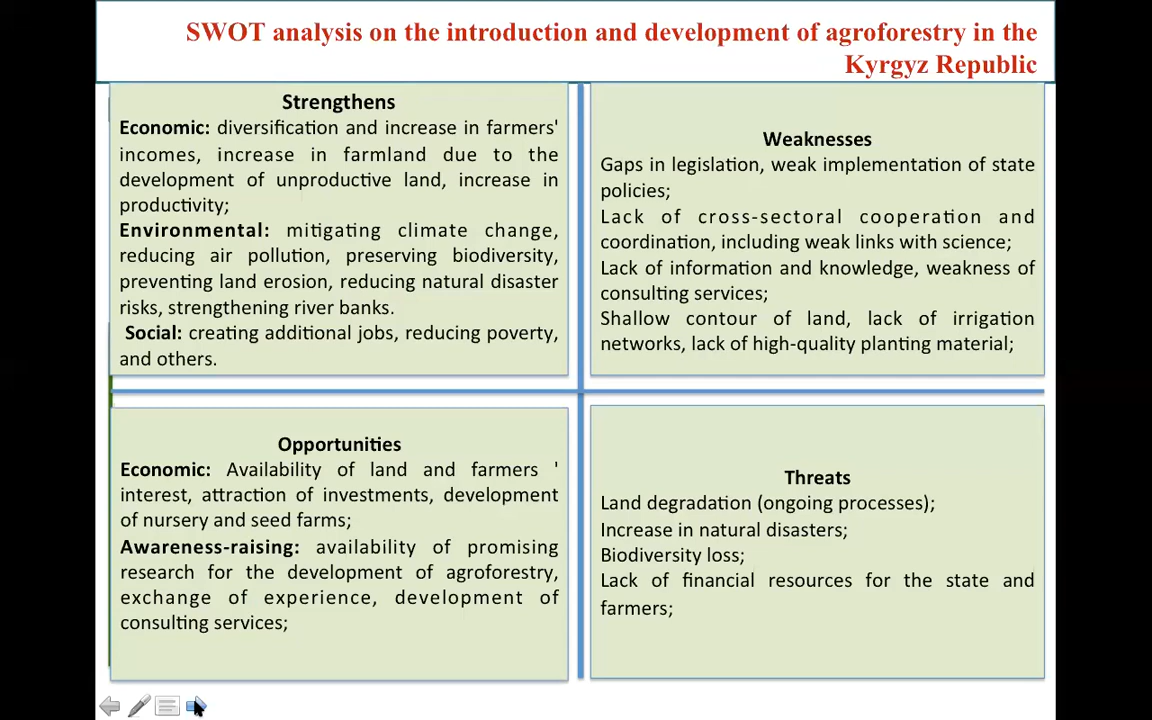 SWOT analysis on the introduction and development of agroforestry in the
Kyrgyz Republic
Strengthens
Economic: diversification and increase in farmers'
incomes, increase in farmland due to the
development of unproductive land, increase in
productivity;
Environmental: mitigating climate change,
reducing air pollution, preserving biodiversity,
preventing land erosion, reducing natural disaster
risks, strengthening river banks.
Social: creating additional jobs, reducing poverty,
and others.
Weaknesses
Gaps in legislation, weak implementation of state
policies;
Lack of cross-sectoral cooperation and
coordination, including weak links with science;
Lack of information and knowledge, weakness of
consulting services;
Shallow contour of land, lack of irrigation
networks, lack of high-quality planting material;
Opportunities
Economic: Availability of land and farmers '
interest, attraction of investments, development
of nursery and seed farms;
Awareness-raising: availability of promising
research for the development of agroforestry,
exchange of experience, development of
consulting services;
Threats
Land degradation (ongoing processes);
Increase in natural disasters;
Biodiversity loss;
Lack of financial resources for the state and
farmers;